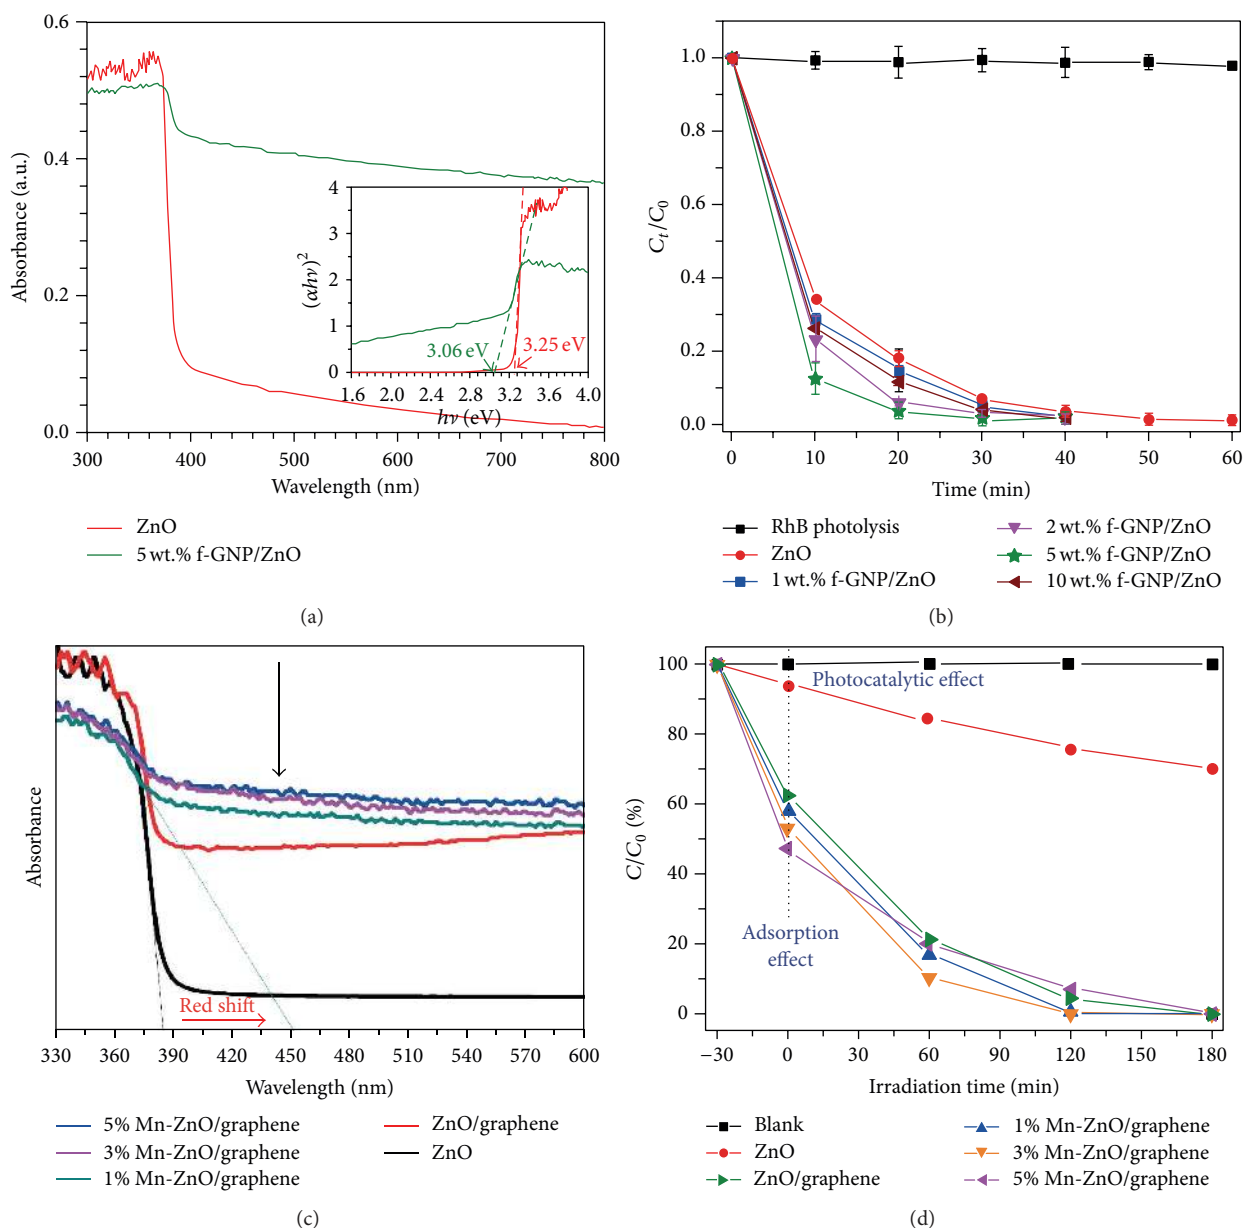 0.6
0.4
0.2
0.0
Absorbance (a.u.)
300 400 500 600 700 800
Wavelength (nm)
4
3
2
1
0
(αhν)²
3.06 eV
3.25 eV
1.6 2.0 2.4 2.8 3.2 3.6 4.0
hν (eV)
ZnO
5 wt.% f-GNP/ZnO
(a)
1.0
0.8
0.6
0.4
0.2
0.0
Cₜ/C₀
0 10 20 30 40 50 60
Time (min)
RhB photolysis
ZnO
1 wt.% f-GNP/ZnO
2 wt.% f-GNP/ZnO
5 wt.% f-GNP/ZnO
10 wt.% f-GNP/ZnO
(b)
Absorbance
Red shift
330 360 390 420 450 480 510 540 570 600
Wavelength (nm)
5% Mn-ZnO/graphene
3% Mn-ZnO/graphene
1% Mn-ZnO/graphene
ZnO/graphene
ZnO
(c)
100
80
60
40
20
0
C/C₀ (%)
Photocatalytic effect
Adsorption
effect
−30 0 30 60 90 120 150 180
Irradiation time (min)
Blank
ZnO
ZnO/graphene
1% Mn-ZnO/graphene
3% Mn-ZnO/graphene
5% Mn-ZnO/graphene
(d)